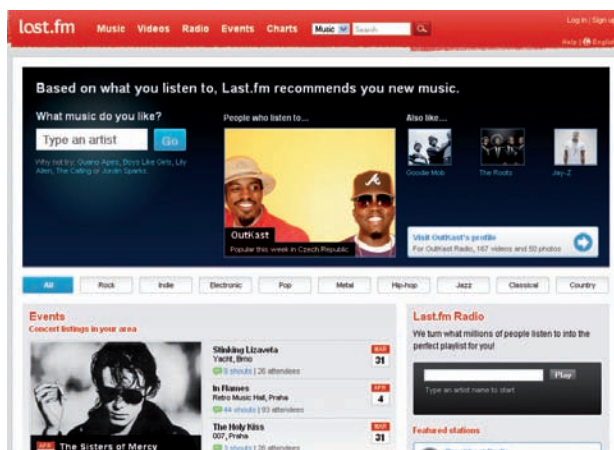 last.fm Music Videos Radio Events Charts Music Search Log in | Sign up
Help | English
Based on what you listen to, Last.fm recommends you new music.
What music do you like?
Type an artist Go
Why not try: Guano Apes, Boys Like Girls, Lily
Allen, The Calling or Jordin Sparks.
People who listen to...
OutKast
Popular this week in Czech Republic
Also like...
Goodie Mob The Roots Jay-Z
Visit OutKast's profile
For OutKast Radio, 167 videos and 50 photos
All Rock Indie Electronic Pop Metal Hip-hop Jazz Classical Country
Events
Concert listings in your area
APR The Sisters of Mercy
Stinking Lizaveta
Yacht, Brno
9 shouts | 26 attendees
MAR
31
In Flames
Retro Music Hall, Praha
44 shouts | 93 attendees
APR
4
The Holy Kiss
007, Praha
3 shouts | 26 attendees
MAR
31
Last.fm Radio
We turn what millions of people listen to into the
perfect playlist for you!
Play
Type an artist name to start
Featured stations